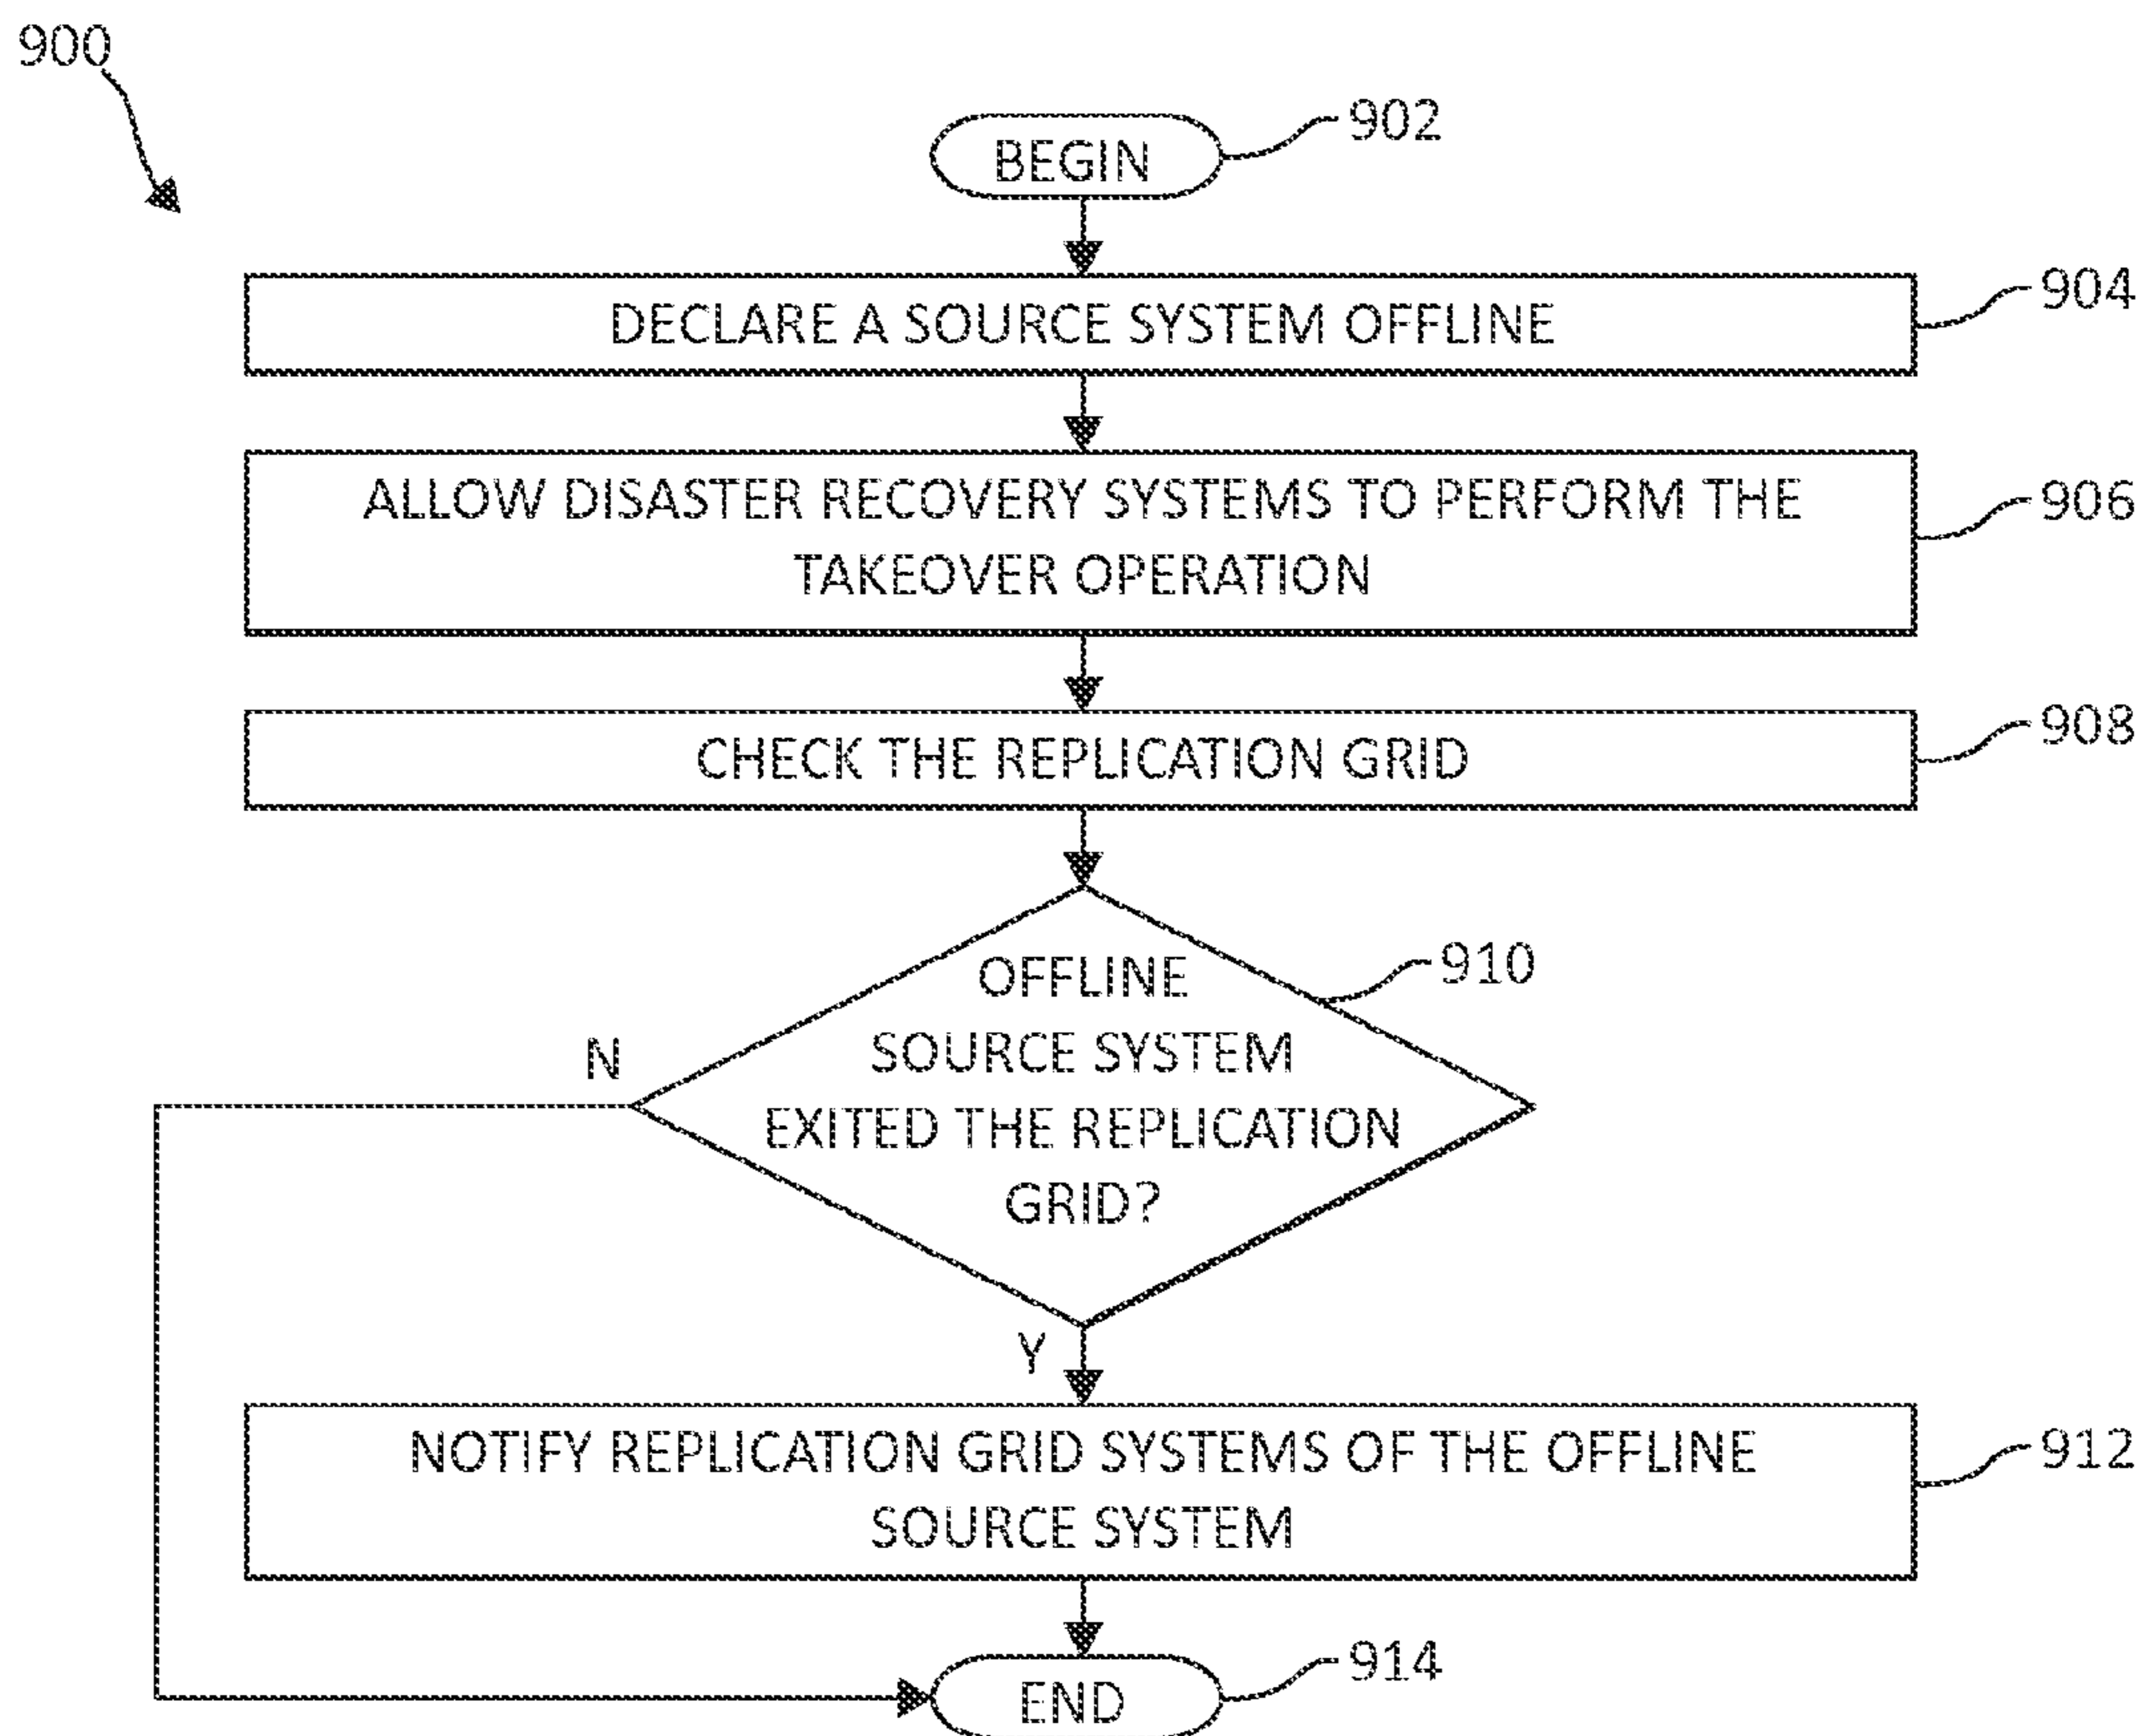 900
BEGIN
902
DECLARE A SOURCE SYSTEM OFFLINE
904
ALLOW DISASTER RECOVERY SYSTEMS TO PERFORM THE
TAKEOVER OPERATION
906
CHECK THE REPLICATION GRID
908
OFFLINE
SOURCE SYSTEM
EXITED THE REPLICATION
GRID?
910
N
Y
NOTIFY REPLICATION GRID SYSTEMS OF THE OFFLINE
SOURCE SYSTEM
912
END
914